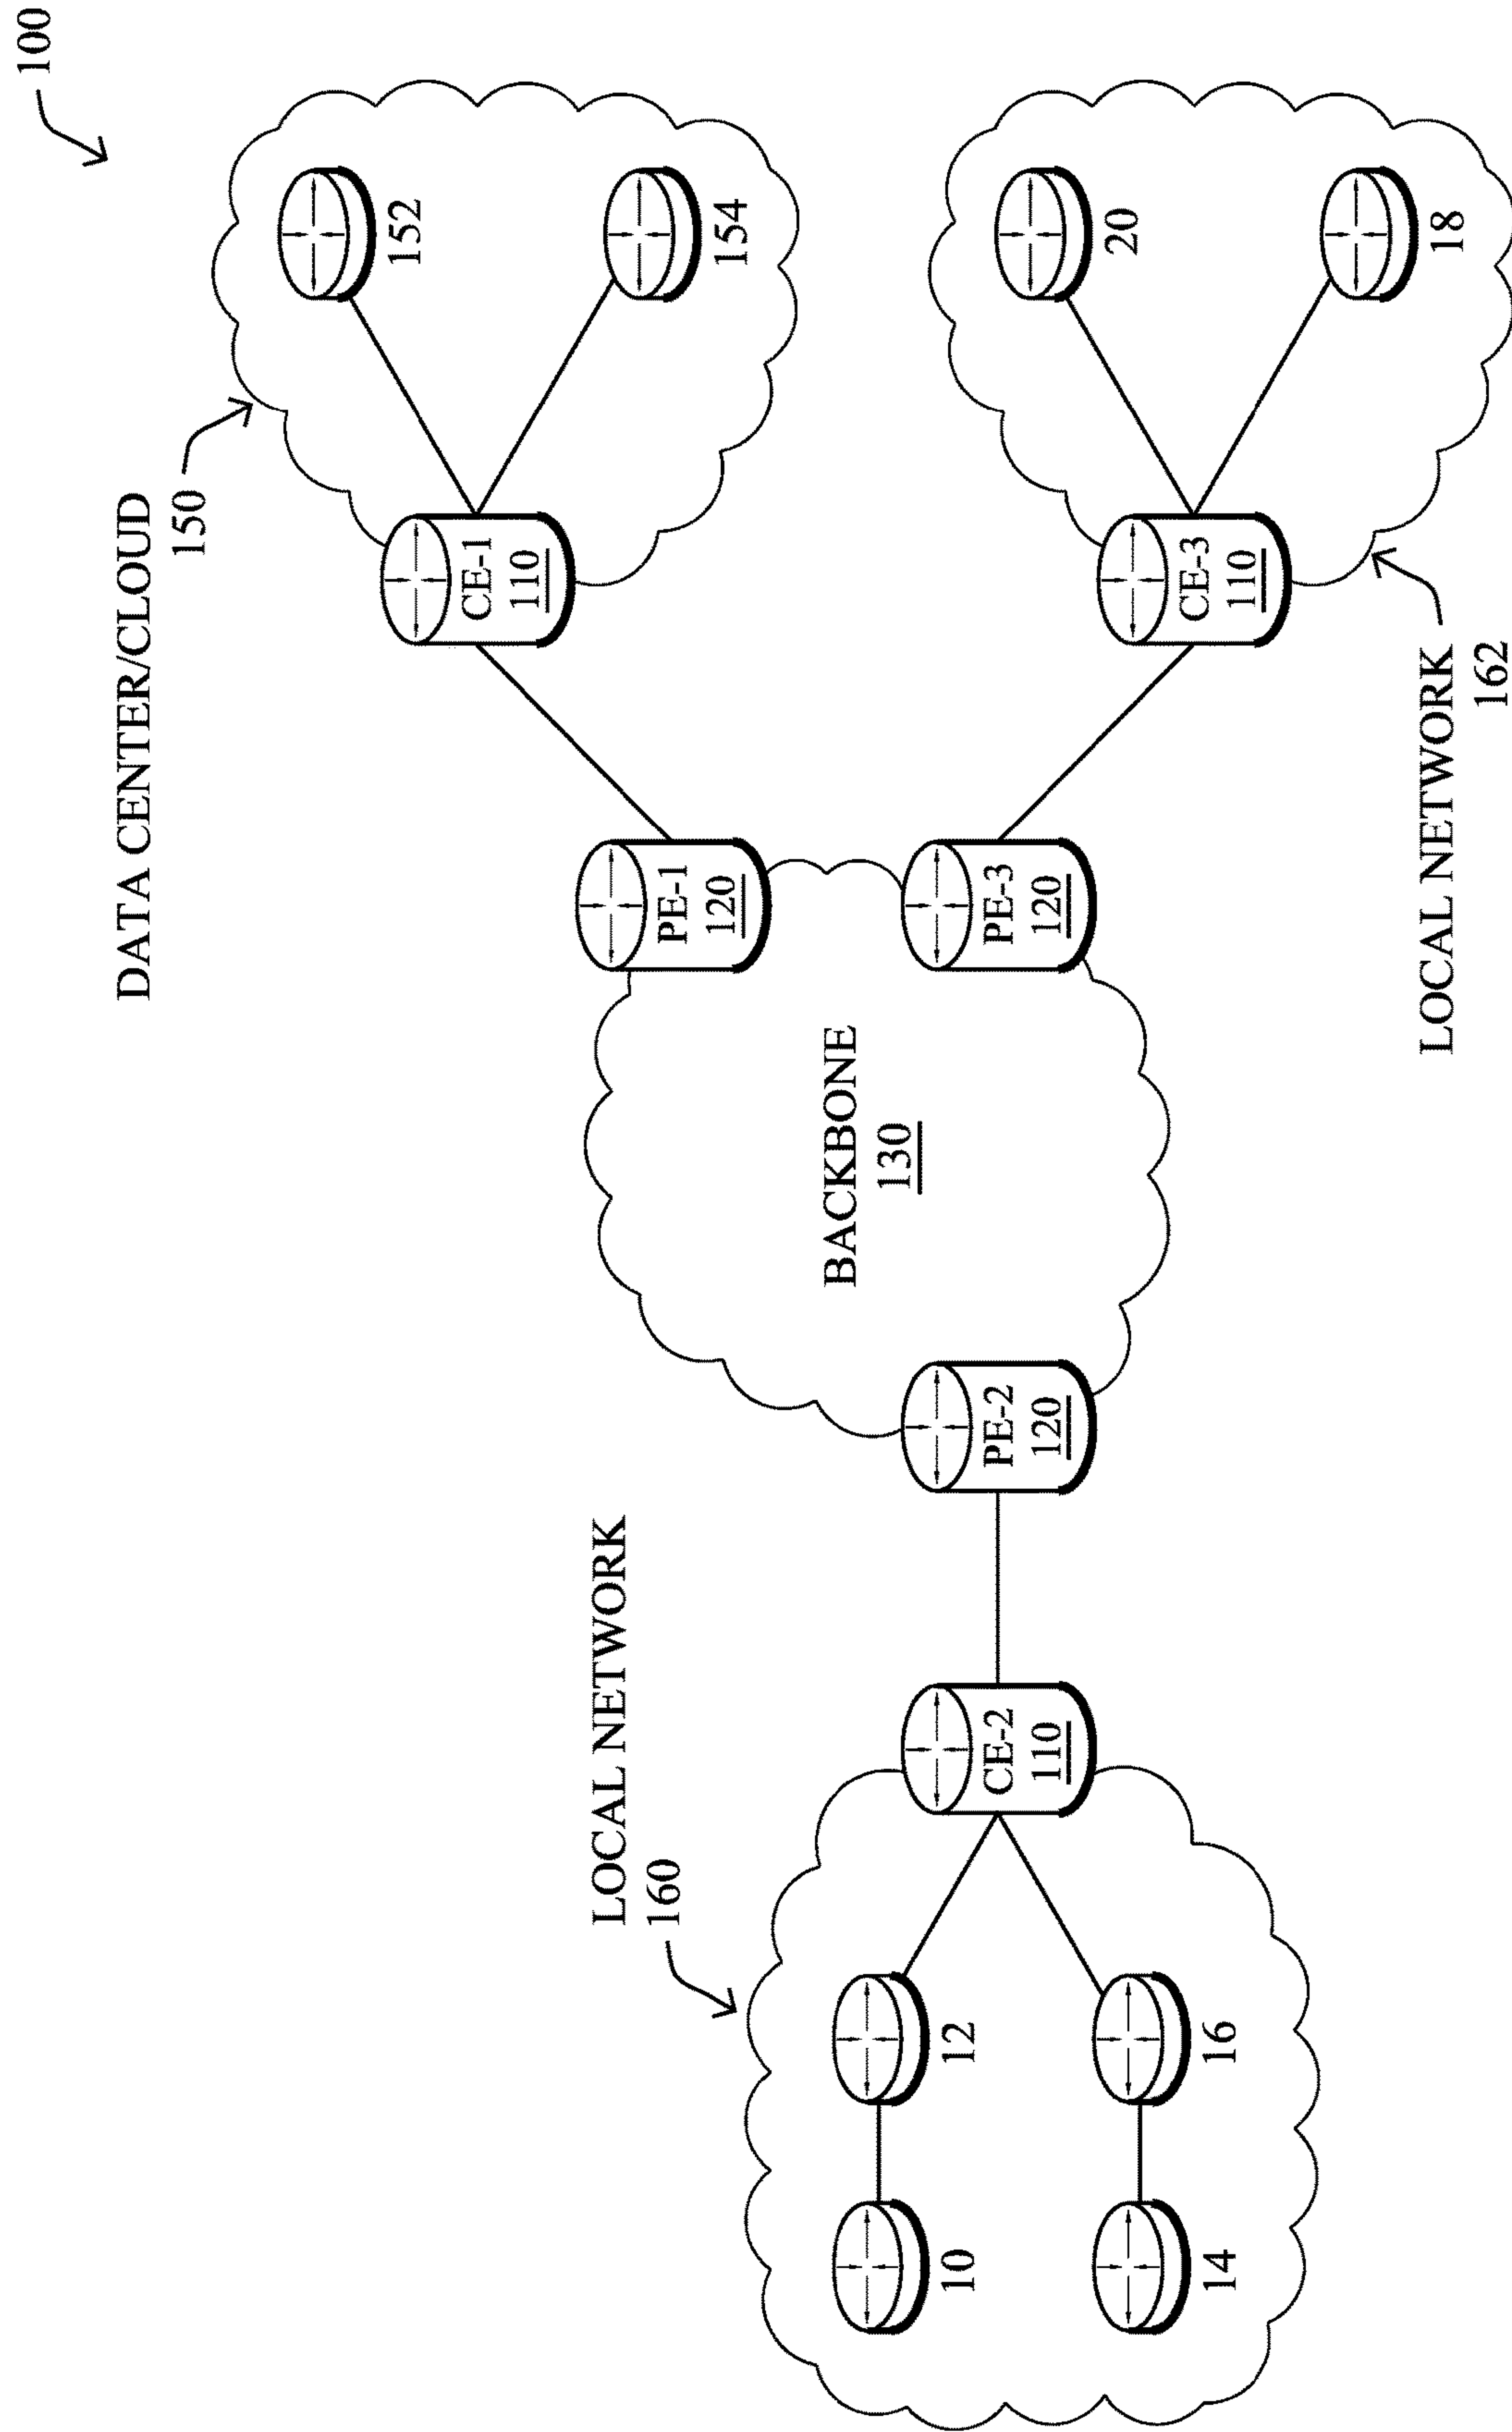 100
DATA CENTER/CLOUD
150
152
154
CE-1
110
PE-1
120
BACKBONE
130
PE-3
120
CE-3
110
20
18
LOCAL NETWORK
162
LOCAL NETWORK
160
PE-2
120
CE-2
110
12
10
16
14